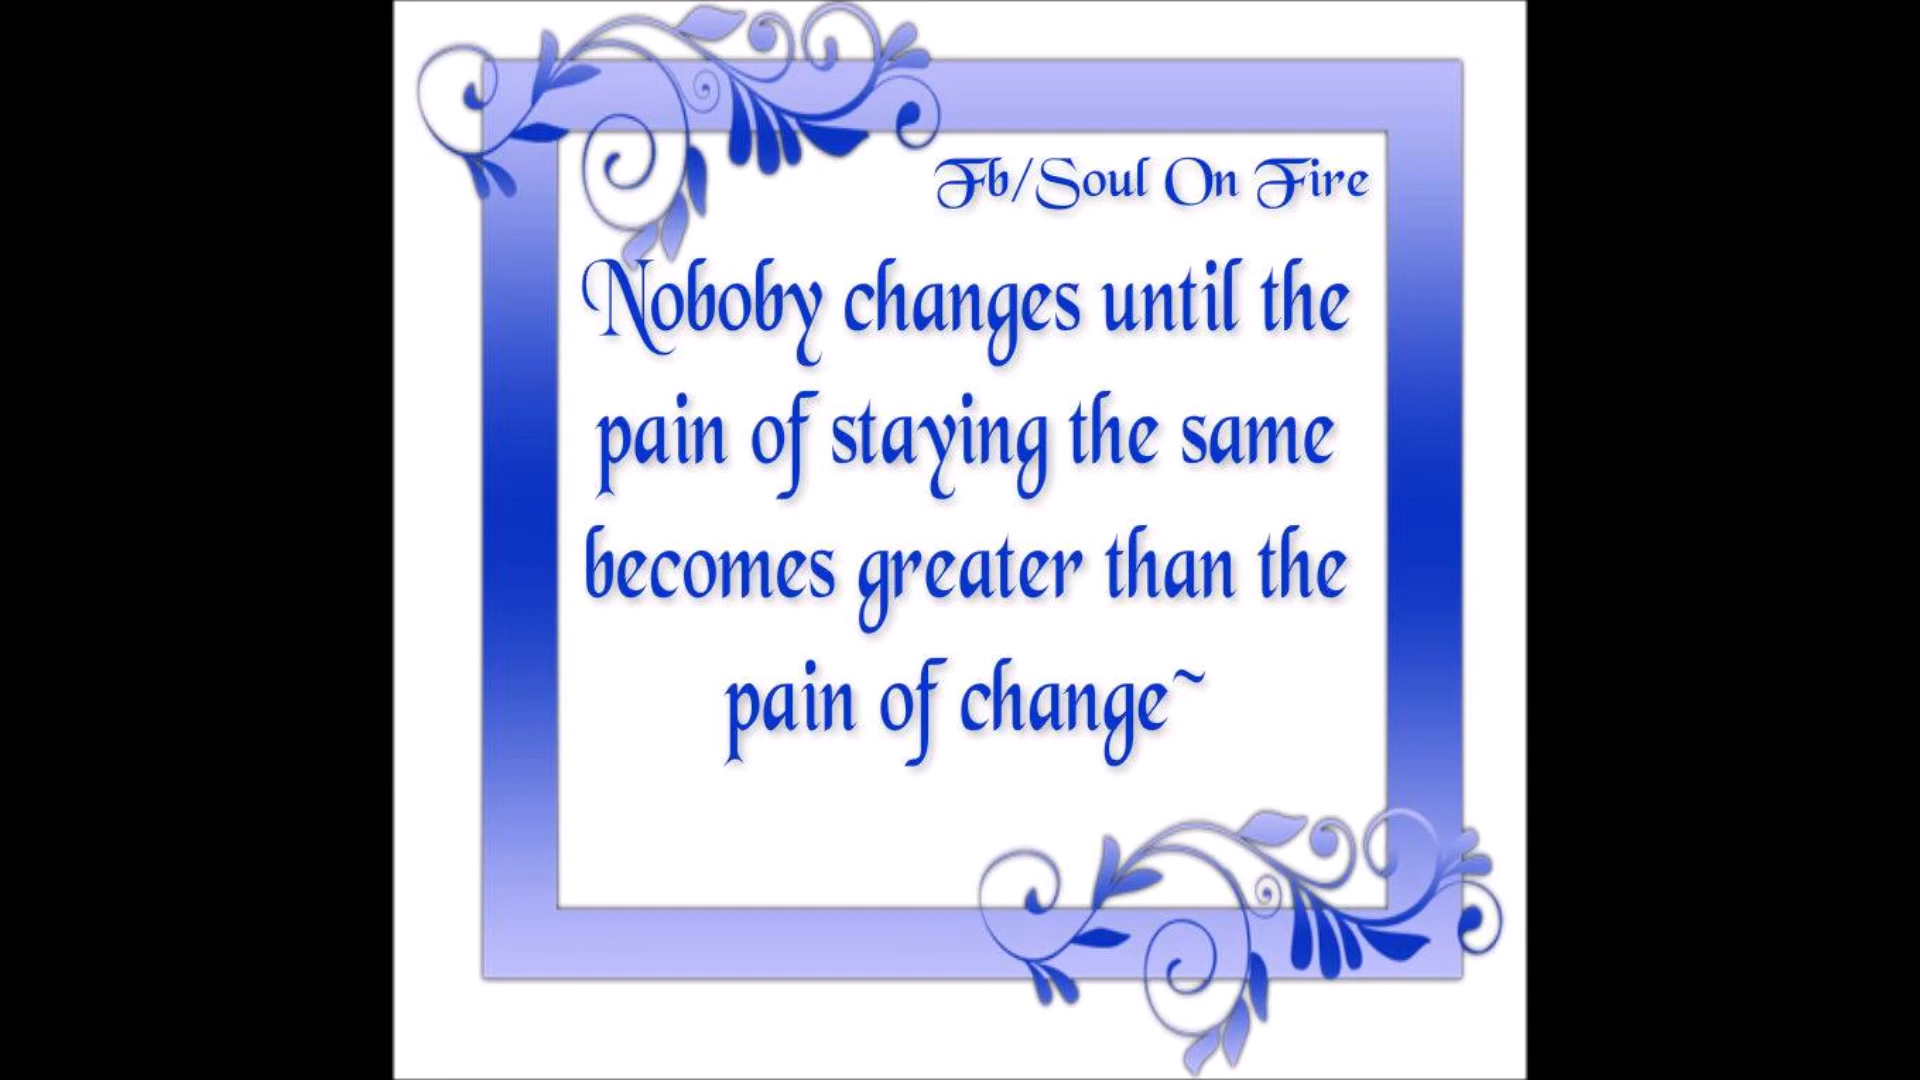 Fb/Soul On Fire
Noboby changes until the
pain of staying the same
becomes greater than the
pain of change~